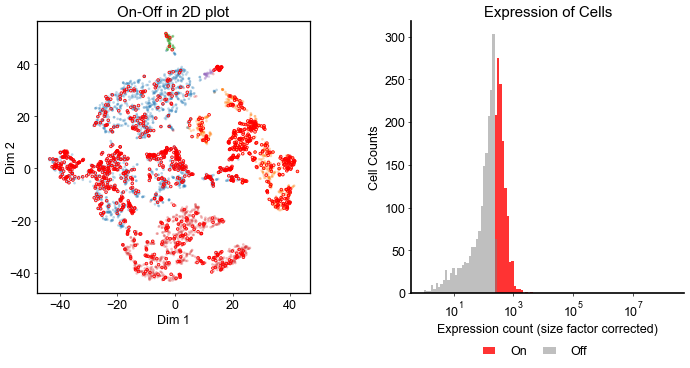 On-Off in 2D plot
Dim 2
40
20
0
−20
−40
−40 −20 0 20 40
Dim 1
Expression of Cells
Cell Counts
300
250
200
150
100
50
0
10^1 10^3 10^5 10^7
Expression count (size factor corrected)
On Off